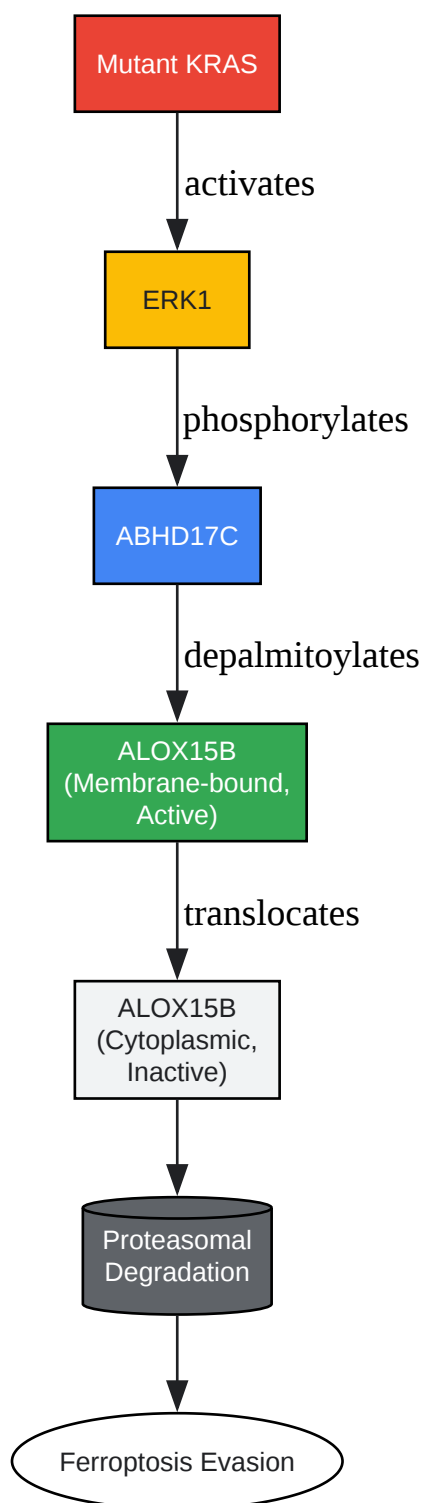 Mutant KRAS
activates
ERK1
phosphorylates
ABHD17C
depalmitoylates
ALOX15B
(Membrane-bound,
Active)
translocates
ALOX15B
(Cytoplasmic,
Inactive)
Proteasomal
Degradation
Ferroptosis Evasion